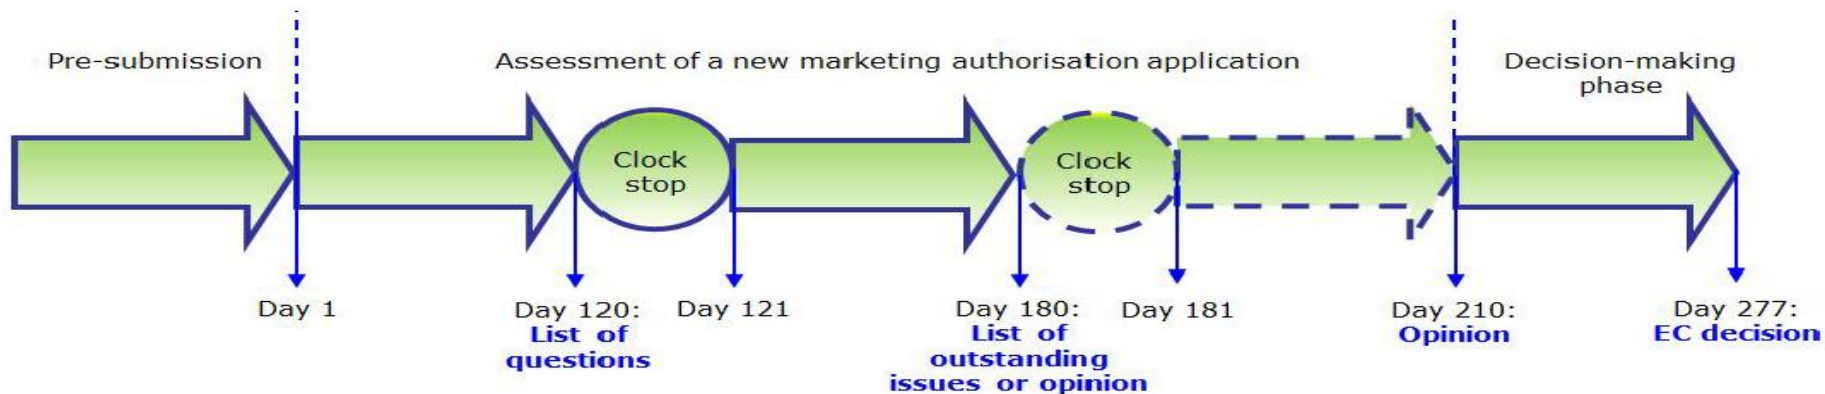 Pre-submission
Assessment of a new marketing authorisation application
Decision-making
phase
Clock
stop
Clock
stop
Day 1
Day 120:
List of
questions
Day 121
Day 180:
List of
outstanding
issues or opinion
Day 181
Day 210:
Opinion
Day 277:
EC decision